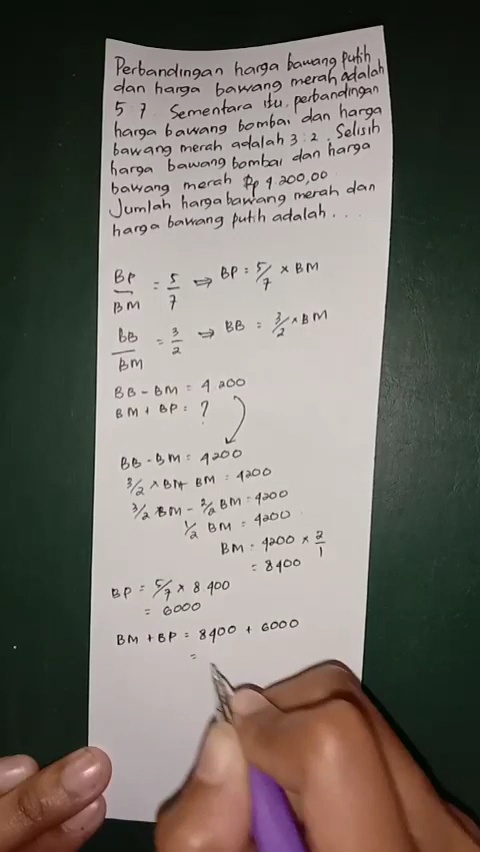 Perbandingan harga bawang putih
dan harga bawang merah adalah
5 : 7. Sementara itu, perbandingan
harga bawang bombai dan harga
bawang merah adalah 3 : 2. Selisih
harga bawang bombai dan harga
bawang merah Rp 4.200,00
Jumlah harga bawang merah dan
harga bawang putih adalah ...
BP/BM = 5/7 ⇒ BP = 5/7 × BM
BB/BM = 3/2 ⇒ BB = 3/2 × BM
BB - BM = 4.200
BM + BP = ?
BB - BM = 4200
3/2 × BM - BM = 4200
3/2 BM - 2/2 BM = 4200
1/2 BM = 4200
BM = 4200 × 2/1
= 8400
BP = 5/7 × 8400
= 6000
BM + BP = 8400 + 6000
=